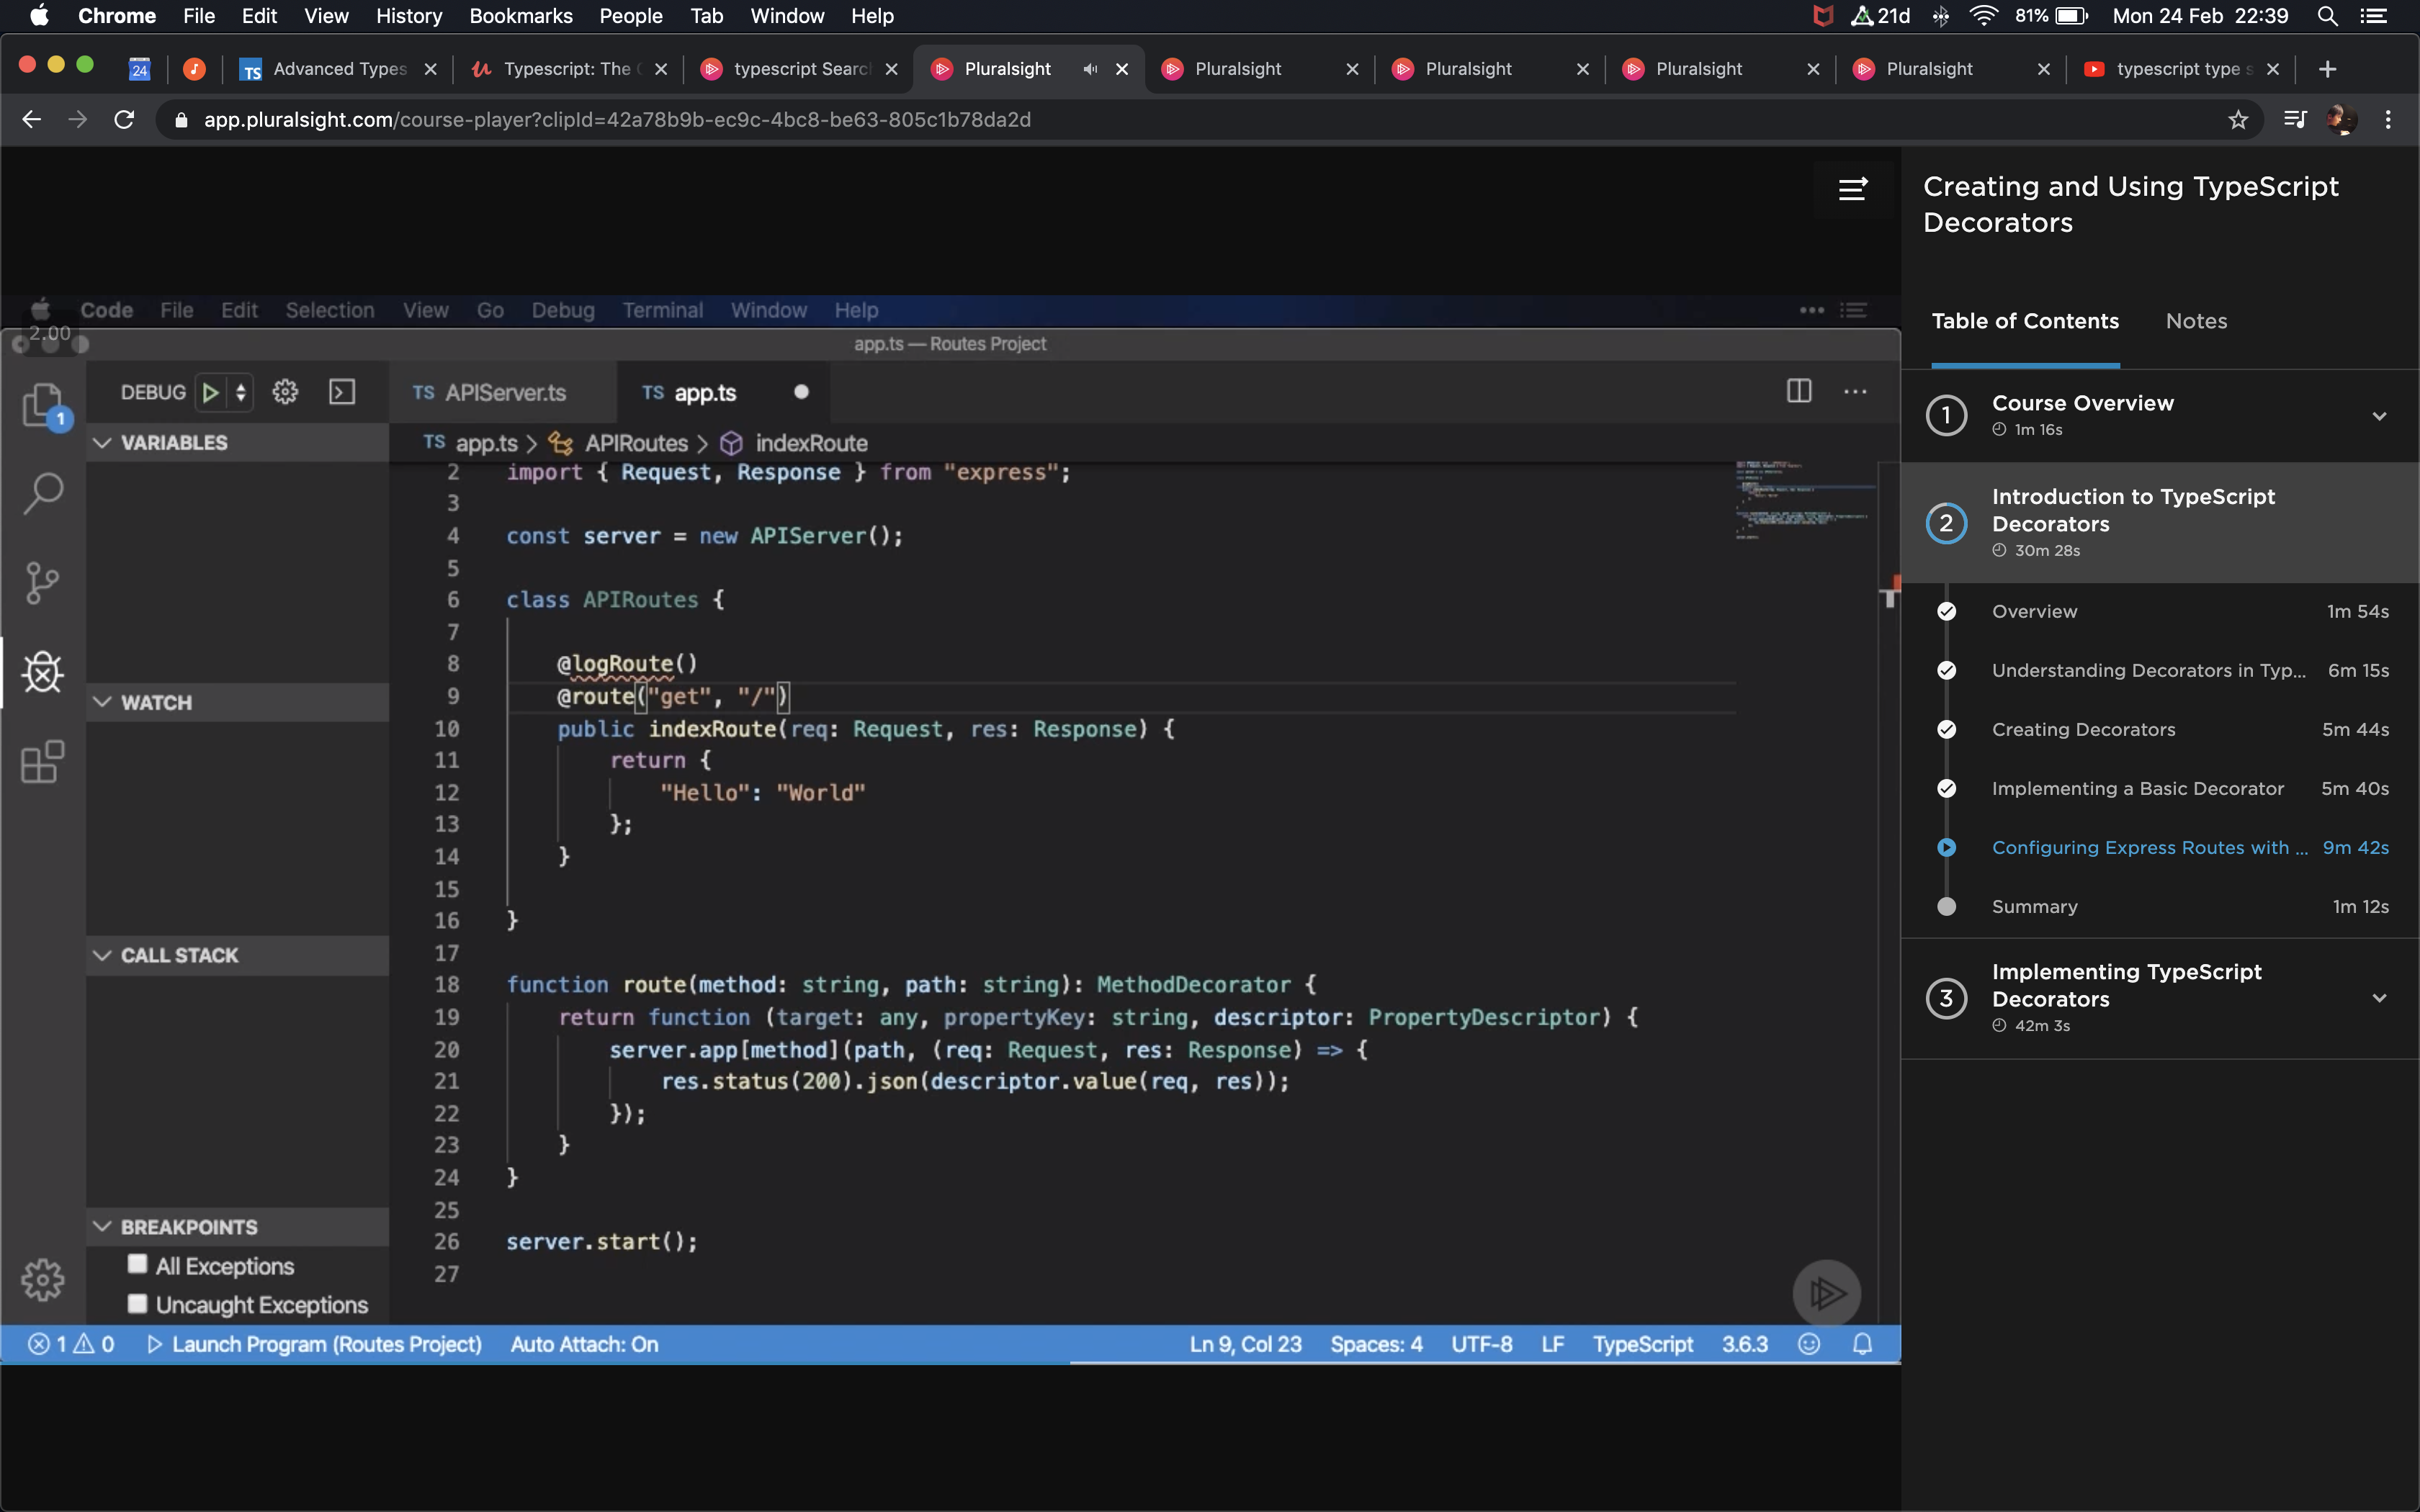 Chrome File Edit View History Bookmarks People Tab Window Help 21d 81% Mon 24 Feb 22:39
24 TS Advanced Types Typescript: The typescript Searc Pluralsight Pluralsight Pluralsight Pluralsight Pluralsight typescript type s
app.pluralsight.com/course-player?clipId=42a78b9b-ec9c-4bc8-be63-805c1b78da2d
Creating and Using TypeScript
Decorators
Table of Contents Notes
1 Course Overview
1m 16s
2 Introduction to TypeScript
Decorators
30m 28s
Overview 1m 54s
Understanding Decorators in Typ... 6m 15s
Creating Decorators 5m 44s
Implementing a Basic Decorator 5m 40s
Configuring Express Routes with ... 9m 42s
Summary 1m 12s
3 Implementing TypeScript
Decorators
42m 3s
Code File Edit Selection View Go Debug Terminal Window Help
2.00
app.ts — Routes Project
DEBUG
TS APIServer.ts TS app.ts
1
TS app.ts > APIRoutes > indexRoute
VARIABLES
WATCH
CALL STACK
BREAKPOINTS
All Exceptions
Uncaught Exceptions
2 import { Request, Response } from "express";
3
4 const server = new APIServer();
5
6 class APIRoutes {
7
8 @logRoute()
9 @route("get", "/")
10 public indexRoute(req: Request, res: Response) {
11 return {
12 "Hello": "World"
13 };
14 }
15
16 }
17
18 function route(method: string, path: string): MethodDecorator {
19 return function (target: any, propertyKey: string, descriptor: PropertyDescriptor) {
20 server.app[method](path, (req: Request, res: Response) => {
21 res.status(200).json(descriptor.value(req, res));
22 });
23 }
24 }
25
26 server.start();
27
1 0 Launch Program (Routes Project) Auto Attach: On Ln 9, Col 23 Spaces: 4 UTF-8 LF TypeScript 3.6.3